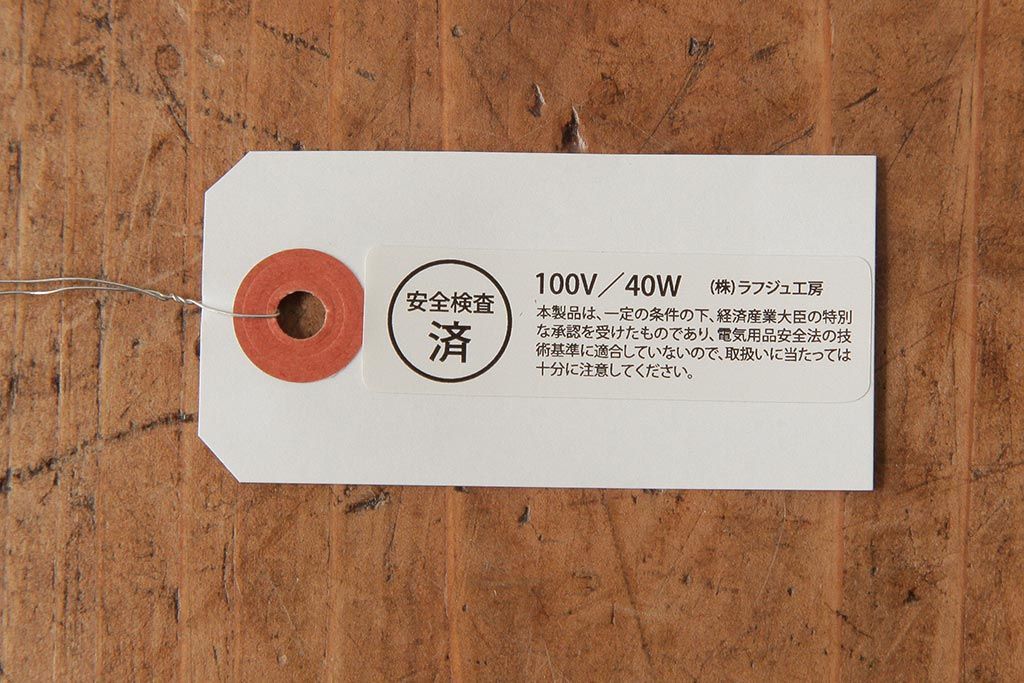 安全検査
済
100V／40W (株)ラフジュ工房
本製品は、一定の条件の下、経済産業大臣の特別
な承認を受けたものであり、電気用品安全法の技
術基準に適合していないので、取扱いに当たっては
十分に注意してください。